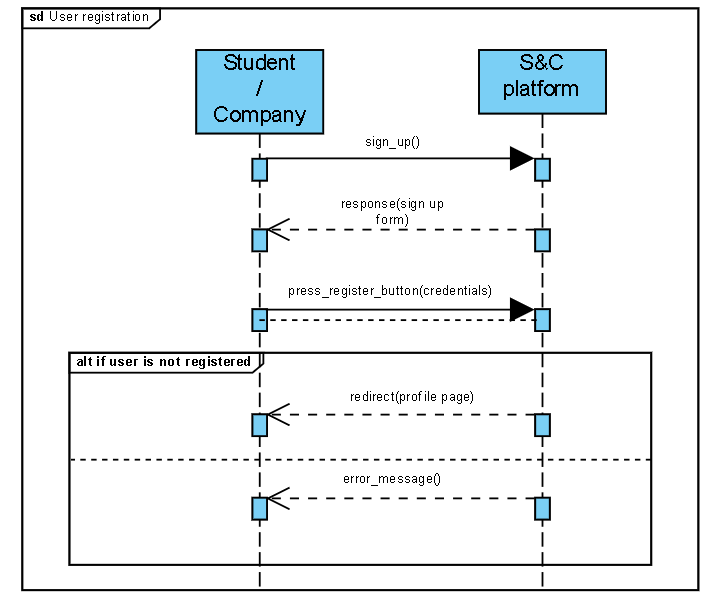 sd User registration
Student
/
Company
S&C
platform
sign_up()
response(sign up
form)
press_register_button(credentials)
alt if user is not registered
redirect(profile page)
error_message()